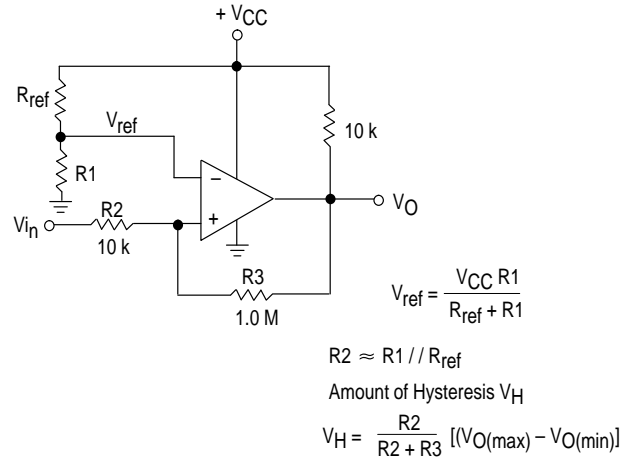 + VCC
Rref
Vref
10 k
R1
−
VO
Vin
R2
+
10 k
R3
1.0 M
Vref = VCC R1 / Rref + R1
R2 ≈ R1 // Rref
Amount of Hysteresis VH
VH = R2 / R2 + R3 [(VO(max) − VO(min)]